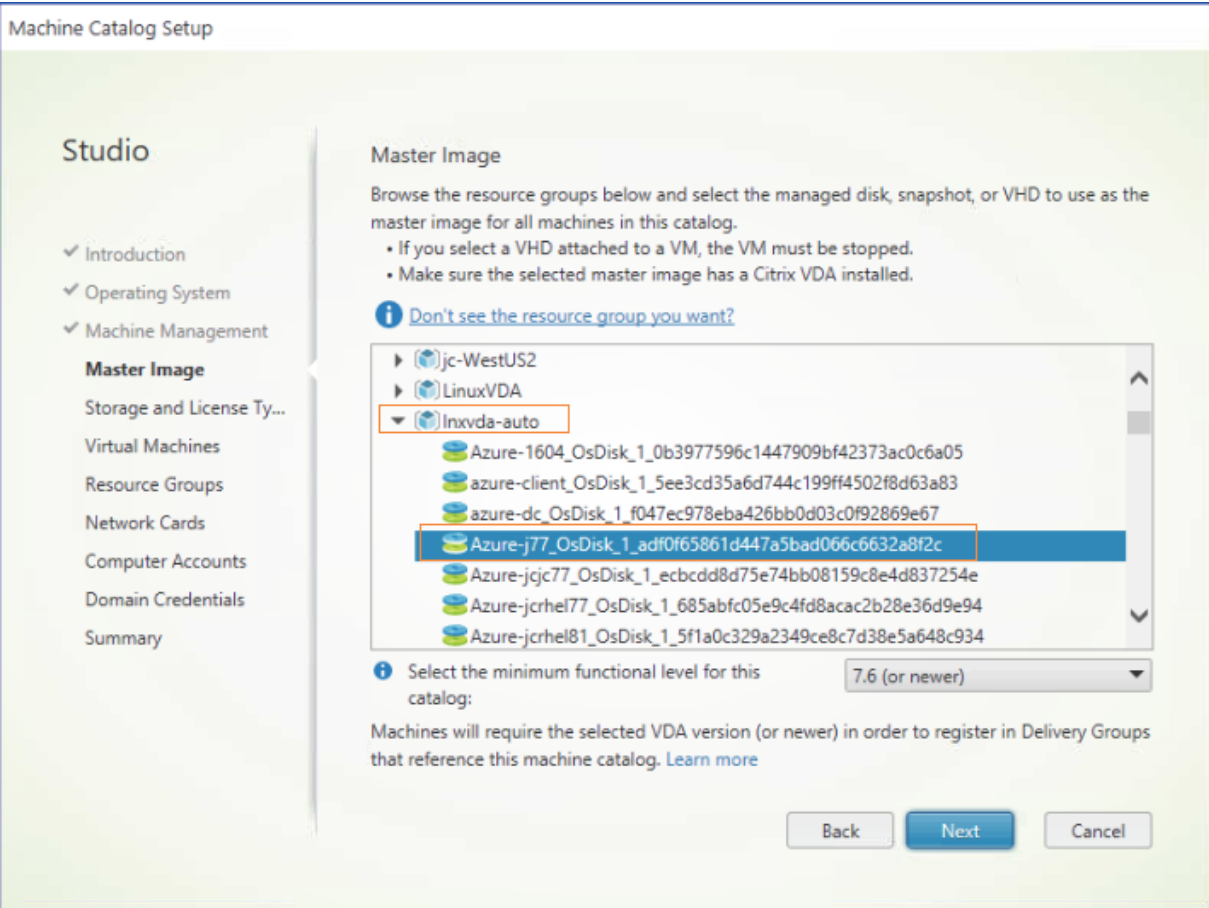 Machine Catalog Setup
Studio
Introduction
Operating System
Machine Management
Master Image
Storage and License Ty...
Virtual Machines
Resource Groups
Network Cards
Computer Accounts
Domain Credentials
Summary
Master Image
Browse the resource groups below and select the managed disk, snapshot, or VHD to use as the
master image for all machines in this catalog.
• If you select a VHD attached to a VM, the VM must be stopped.
• Make sure the selected master image has a Citrix VDA installed.
Don't see the resource group you want?
jc-WestUS2
LinuxVDA
lnxvda-auto
Azure-1604_OsDisk_1_0b3977596c1447909bf42373ac0c6a05
azure-client_OsDisk_1_5ee3cd35a6d744c199ff4502f8d63a83
azure-dc_OsDisk_1_f047ec978eba426bb0d03c0f92869e67
Azure-j77_OsDisk_1_adf0f65861d447a5bad066c6632a8f2c
Azure-jcjc77_OsDisk_1_ecbcdd8d75e74bb08159c8e4d837254e
Azure-jcrhel77_OsDisk_1_685abfc05e9c4fd8acac2b28e36d9e94
Azure-jcrhel81_OsDisk_1_5f1a0c329a2349ce8c7d38e5a648c934
Select the minimum functional level for this
catalog:
7.6 (or newer)
Machines will require the selected VDA version (or newer) in order to register in Delivery Groups
that reference this machine catalog. Learn more
Back
Next
Cancel